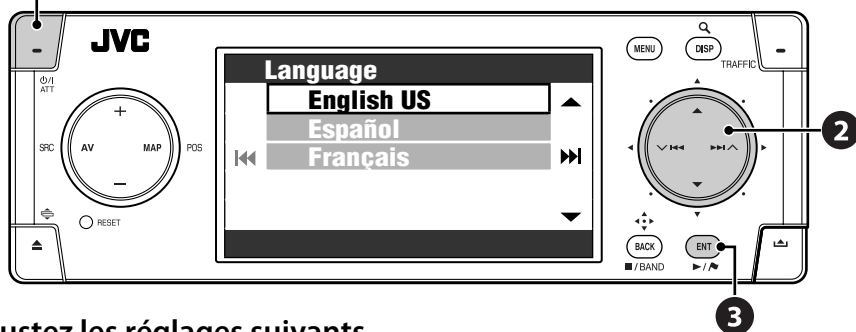 JVC
Language
English US
Español
Français
MENU
DISP
TRAFFIC
/I
ATT
SRC
AV
MAP
POS
RESET
BACK
ENT
/ BAND
2
3
ustez les réglages suivants